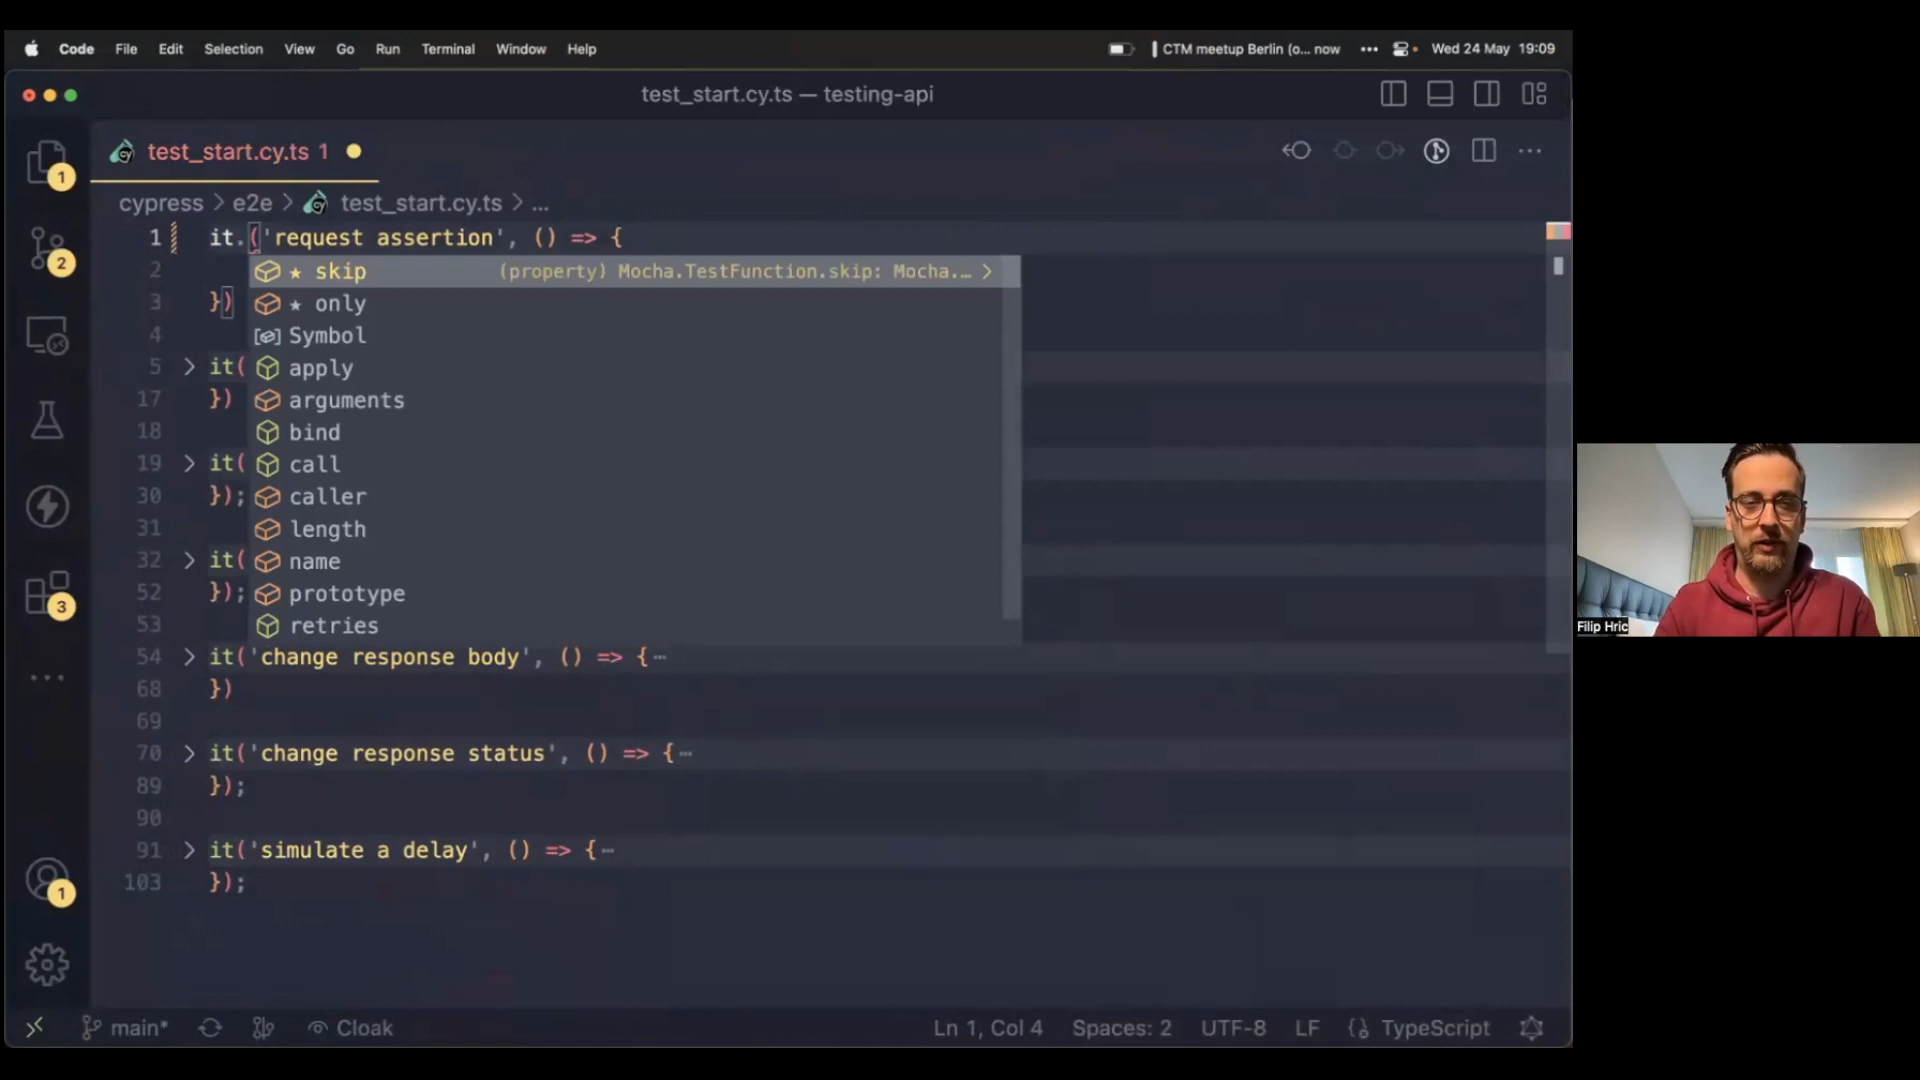 Code File Edit Selection View Go Run Terminal Window Help CTM meetup Berlin (o... now ••• Wed 24 May 19:09
test_start.cy.ts — testing-api
test_start.cy.ts 1
cypress > e2e > test_start.cy.ts > ...
1 it.('request assertion', () => {
2 ★ skip (property) Mocha.TestFunction.skip: Mocha.… >
3 }) ★ only
4 Symbol
5 > it( apply
17 }) arguments
18 bind
19 > it( call
30 }); caller
31 length
32 > it( name
52 }); prototype
53 retries
54 > it('change response body', () => {…
68 })
69
70 > it('change response status', () => {…
89 });
90
91 > it('simulate a delay', () => {…
103 });
1
2
3
1
main* Cloak Ln 1, Col 4 Spaces: 2 UTF-8 LF TypeScript
Filip Hric